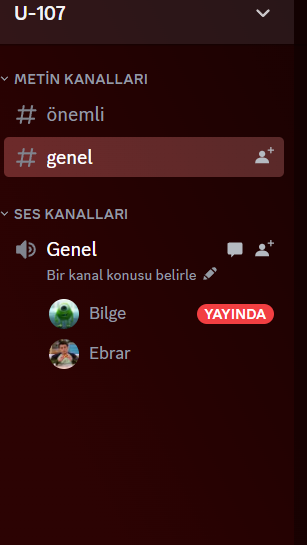 U-107
METİN KANALLARI
önemli
genel
SES KANALLARI
Genel
Bir kanal konusu belirle
Bilge YAYINDA
Ebrar